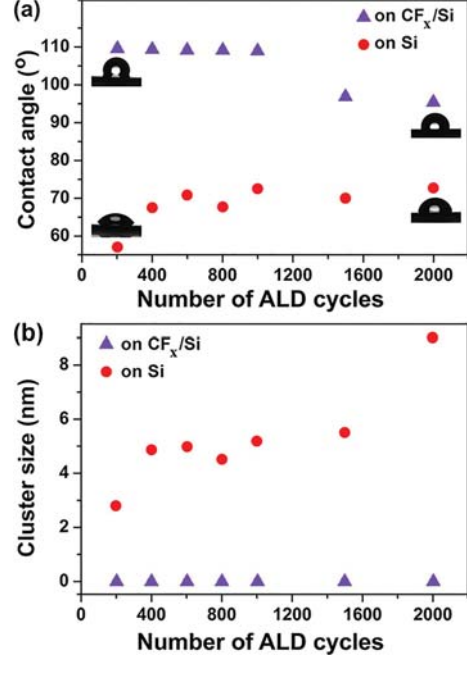 (a)
on CFx/Si
on Si
110
100
90
80
70
60
Contact angle (°)
0 400 800 1200 1600 2000
Number of ALD cycles
(b)
on CFx/Si
on Si
8
6
4
2
0
Cluster size (nm)
0 400 800 1200 1600 2000
Number of ALD cycles